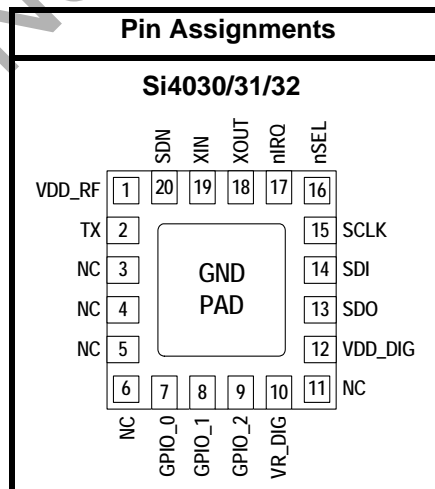 Pin Assignments
Si4030/31/32
SDN XIN XOUT nIRQ nSEL
VDD_RF 1 20 19 18 17 16
TX 2 15 SCLK
NC 3 14 SDI
NC 4 13 SDO
NC 5 12 VDD_DIG
GND
PAD
6 7 8 9 10 11 NC
NC GPIO_0 GPIO_1 GPIO_2 VR_DIG